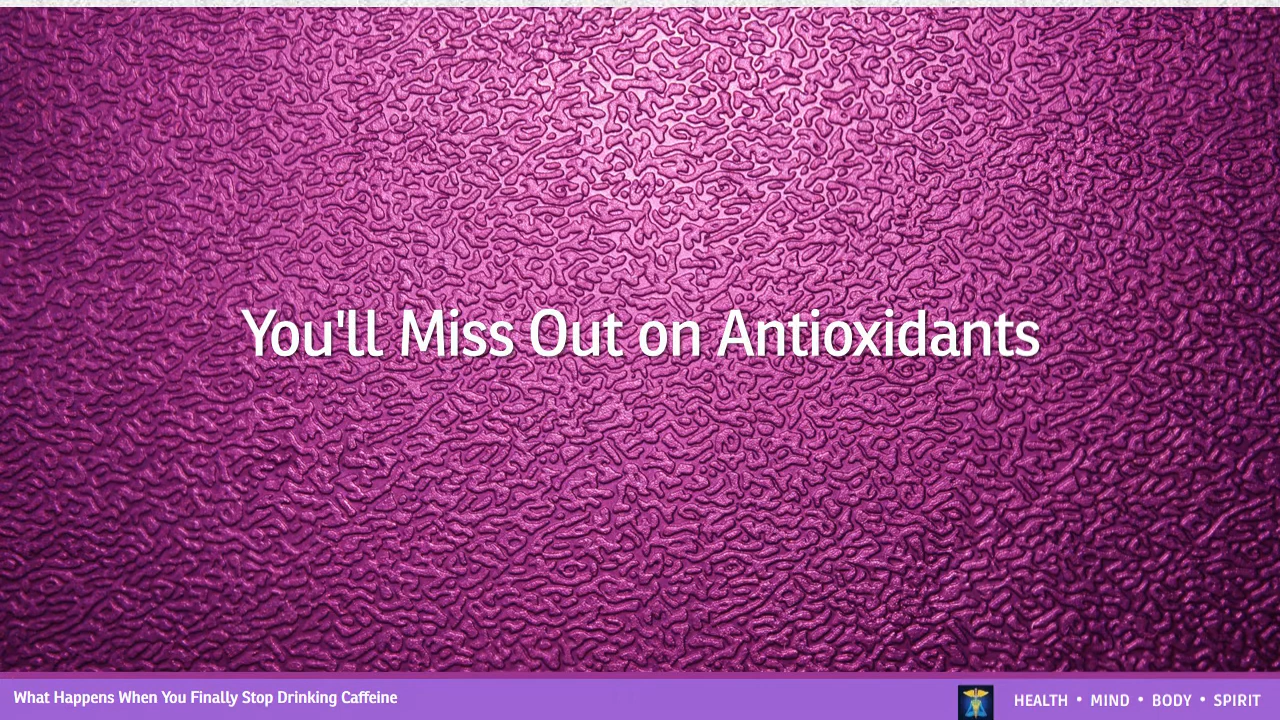 You'll Miss Out on Antioxidants
What Happens When You Finally Stop Drinking Caffeine
HEALTH • MIND • BODY • SPIRIT